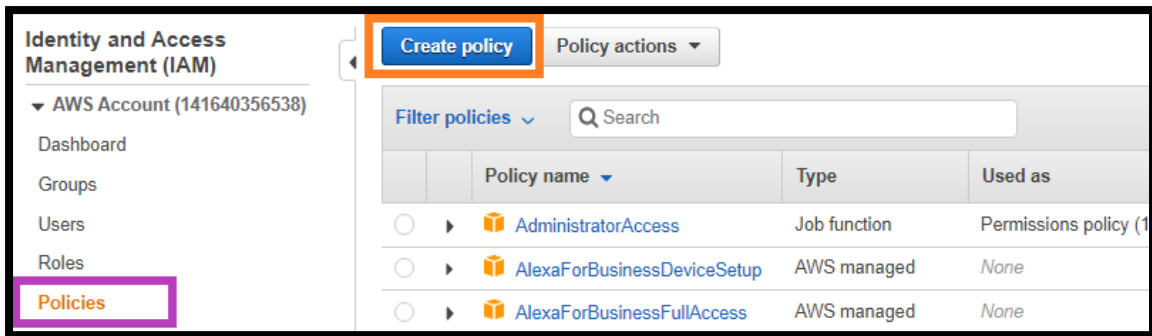 Identity and Access
Management (IAM)
AWS Account (141640356538)
Dashboard
Groups
Users
Roles
Policies
Create policy
Policy actions
Filter policies
Search
Policy name
Type
Used as
AdministratorAccess
Job function
Permissions policy (1
AlexaForBusinessDeviceSetup
AWS managed
None
AlexaForBusinessFullAccess
AWS managed
None